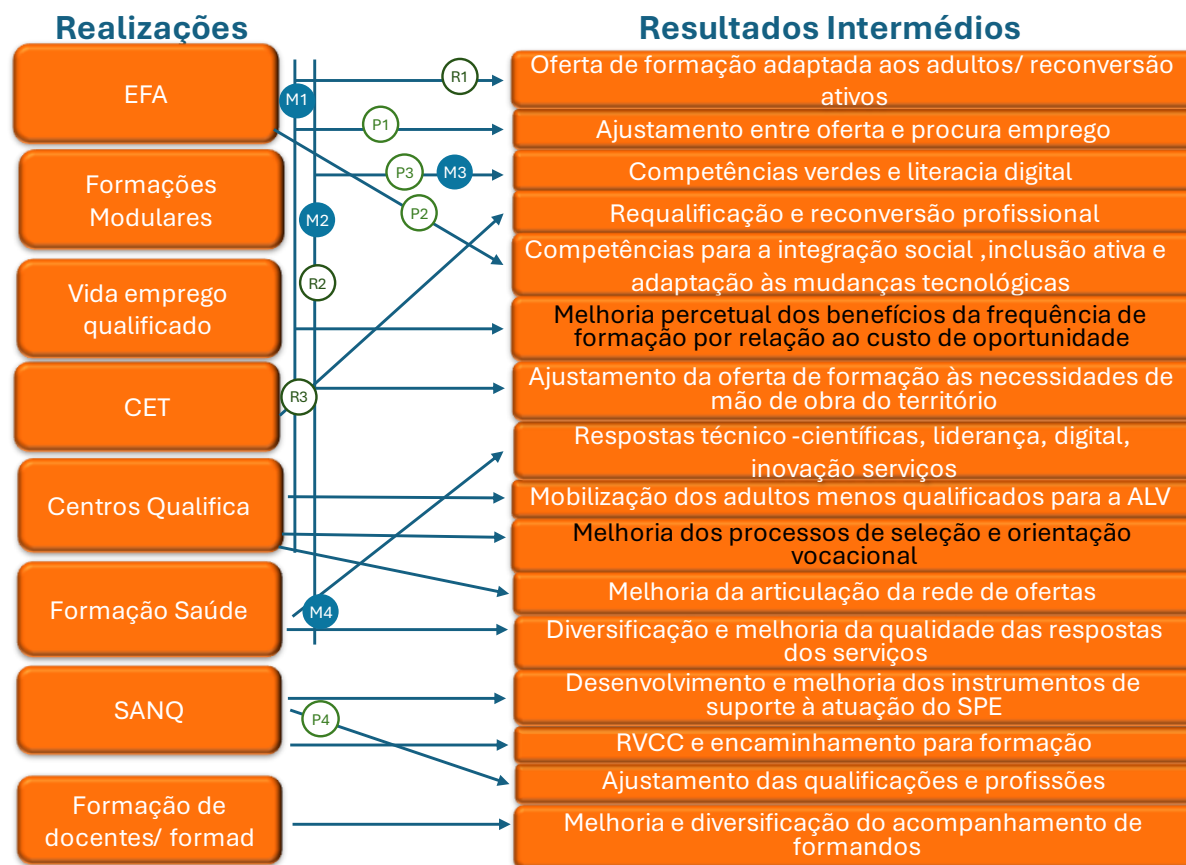 Realizações
Resultados Intermédios
EFA
Formações
Modulares
Vida emprego
qualificado
CET
Centros Qualifica
Formação Saúde
SANQ
Formação de
docentes/ formad
M1
R1
P1
P3
M3
M2
P2
R2
R3
M4
P4
Oferta de formação adaptada aos adultos/ reconversão
ativos
Ajustamento entre oferta e procura emprego
Competências verdes e literacia digital
Requalificação e reconversão profissional
Competências para a integração social ,inclusão ativa e
adaptação às mudanças tecnológicas
Melhoria percetual dos benefícios da frequência de
formação por relação ao custo de oportunidade
Ajustamento da oferta de formação às necessidades de
mão de obra do território
Respostas técnico -científicas, liderança, digital,
inovação serviços
Mobilização dos adultos menos qualificados para a ALV
Melhoria dos processos de seleção e orientação
vocacional
Melhoria da articulação da rede de ofertas
Diversificação e melhoria da qualidade das respostas
dos serviços
Desenvolvimento e melhoria dos instrumentos de
suporte à atuação do SPE
RVCC e encaminhamento para formação
Ajustamento das qualificações e profissões
Melhoria e diversificação do acompanhamento de
formandos